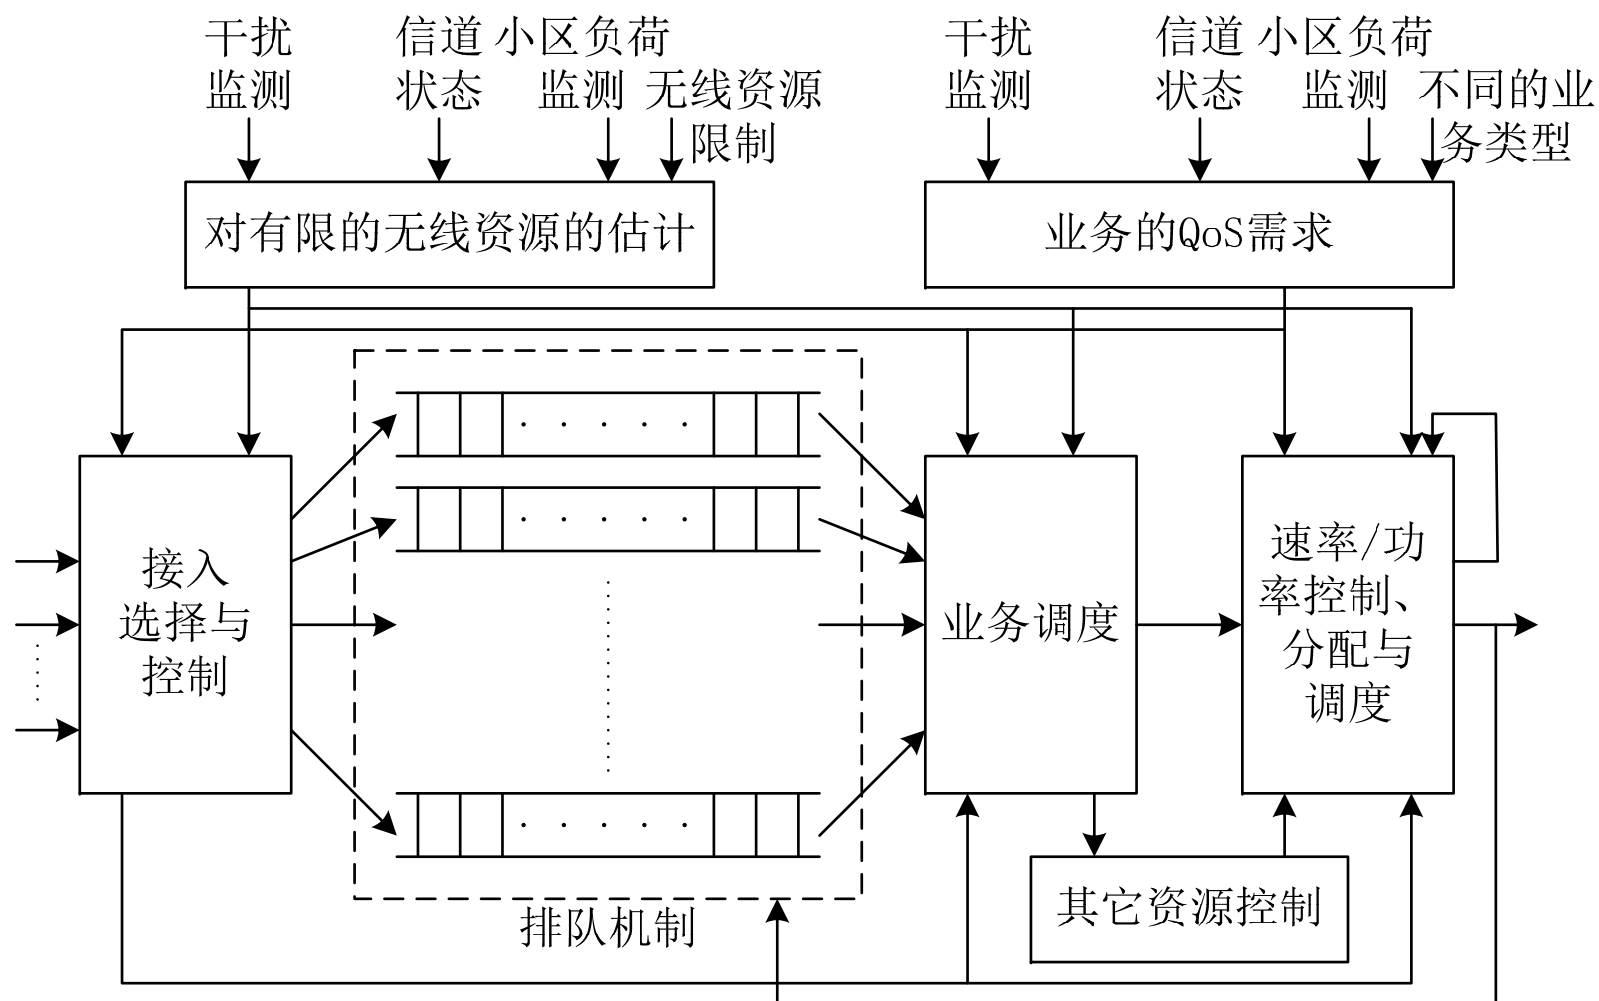 干扰
监测
信道
状态
小区负荷
监测
无线资源
限制
干扰
监测
信道
状态
小区负荷
监测
不同的业
务类型
对有限的无线资源的估计
业务的QoS需求
接入
选择与
控制
业务调度
速率/功
率控制、
分配与
调度
其它资源控制
排队机制